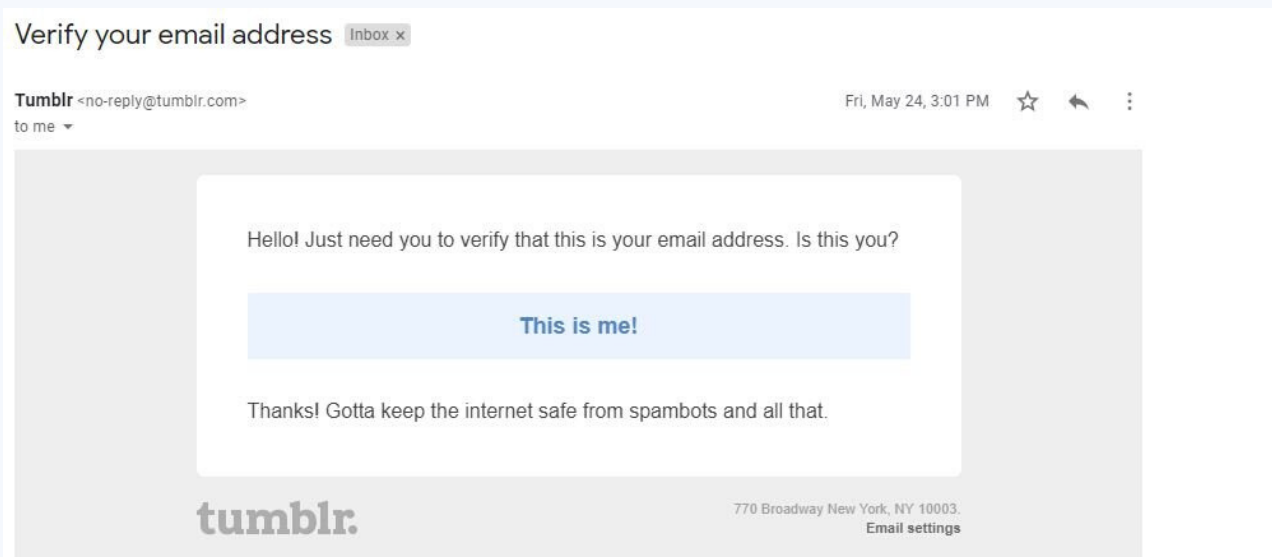 Verify your email address Inbox x
Tumblr <no-reply@tumblr.com> Fri, May 24, 3:01 PM
to me
Hello! Just need you to verify that this is your email address. Is this you?
This is me!
Thanks! Gotta keep the internet safe from spambots and all that.
tumblr.
770 Broadway New York, NY 10003.
Email settings